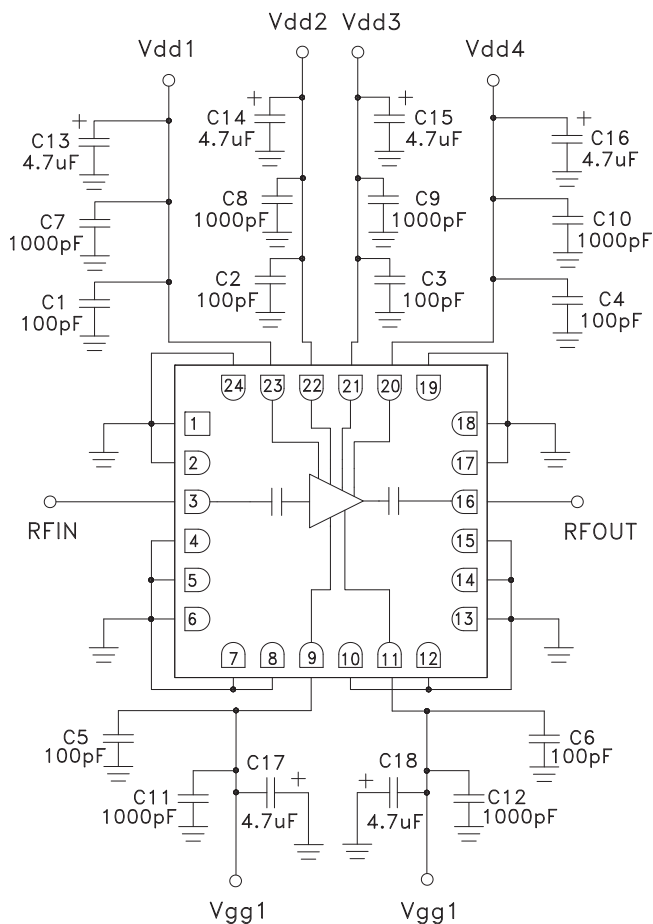 Vdd1
Vdd2
Vdd3
Vdd4
+
C13
4.7uF
+
C14
4.7uF
+
C15
4.7uF
+
C16
4.7uF
C7
1000pF
C8
1000pF
C9
1000pF
C10
1000pF
C1
100pF
C2
100pF
C3
100pF
C4
100pF
24
23
22
21
20
19
1
18
2
17
RFIN
3
16
RFOUT
4
15
5
14
6
13
7
8
9
10
11
12
C5
100pF
C6
100pF
C11
1000pF
C17
+
4.7uF
+
C18
4.7uF
C12
1000pF
Vgg1
Vgg1